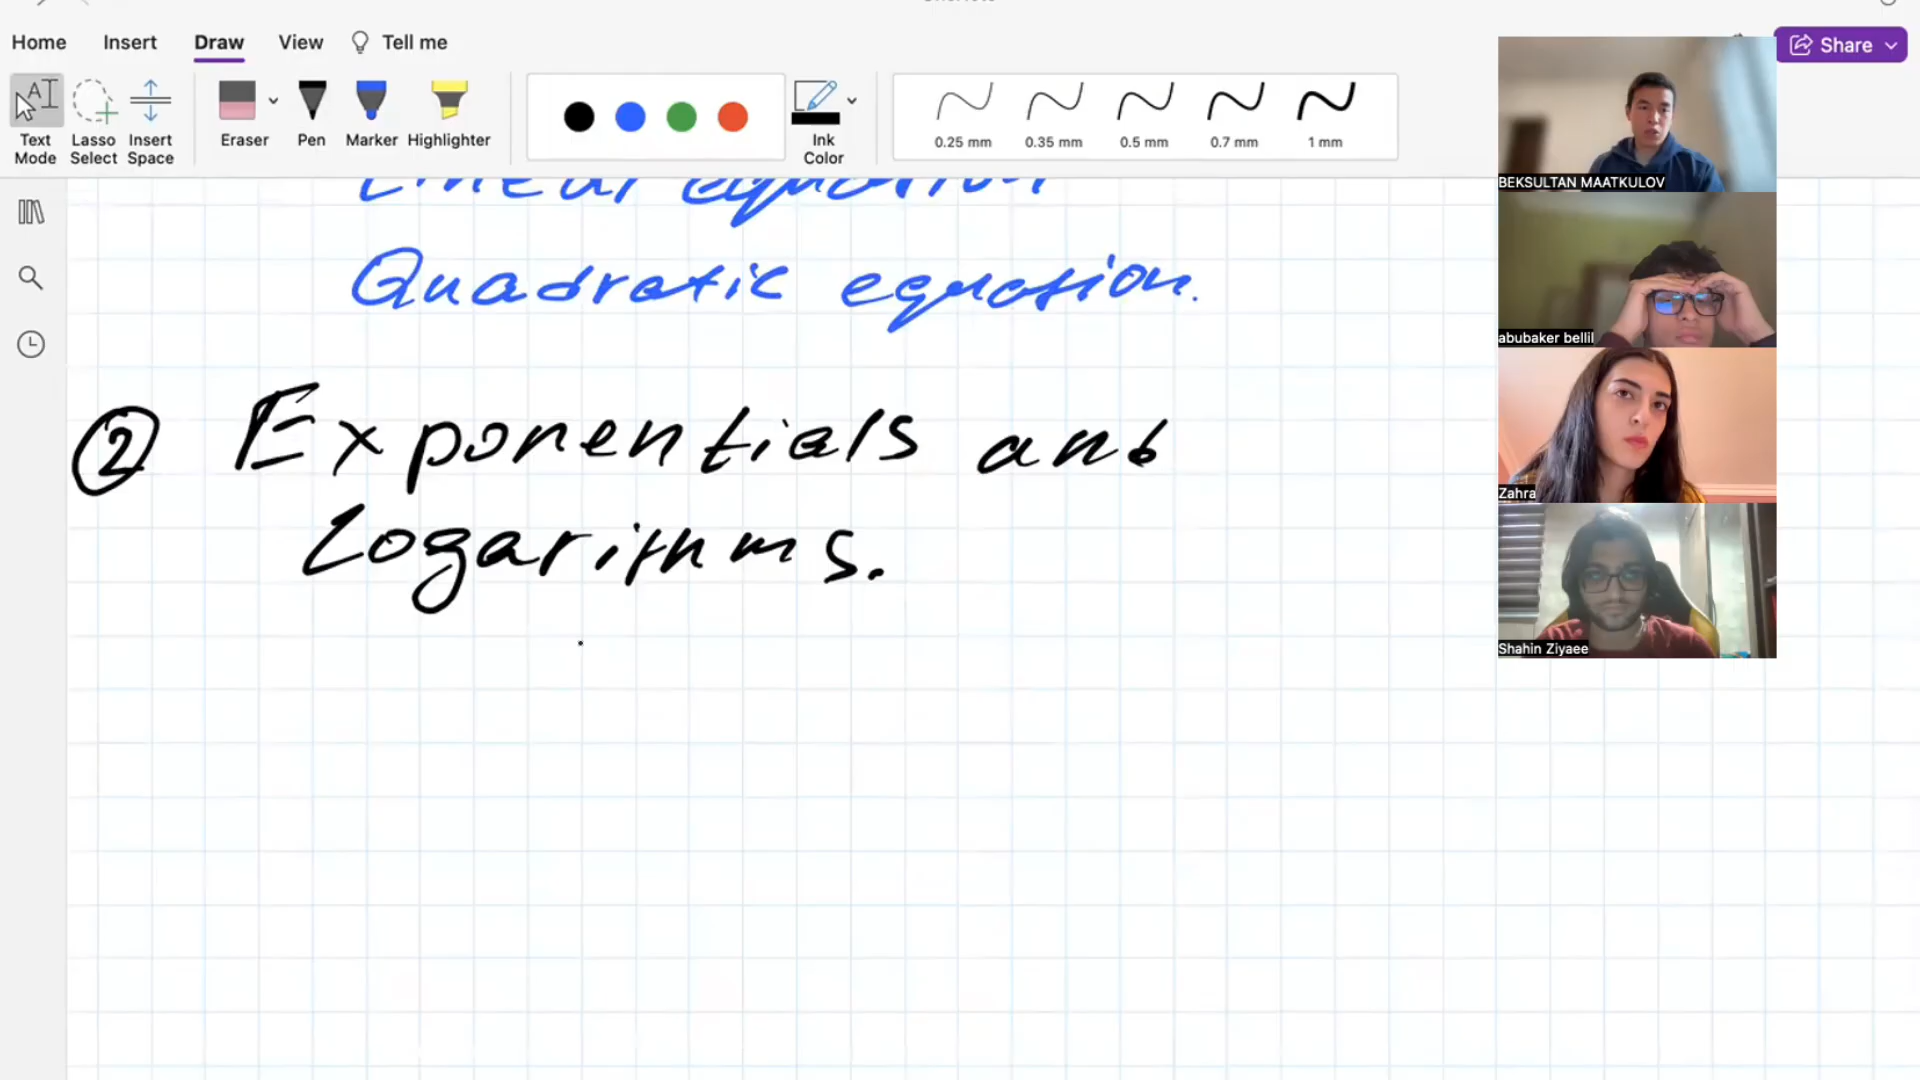 Home Insert Draw View Tell me
Share
Text Mode
Lasso Select
Insert Space
Eraser
Pen
Marker
Highlighter
Ink Color
0.25 mm
0.35 mm
0.5 mm
0.7 mm
1 mm
BEKSULTAN MAATKULOV
abubaker bellil
Zahra
Shahin Ziyaee
Linear equation
Quadratic equation.
② Exponentials and
Logarithms.